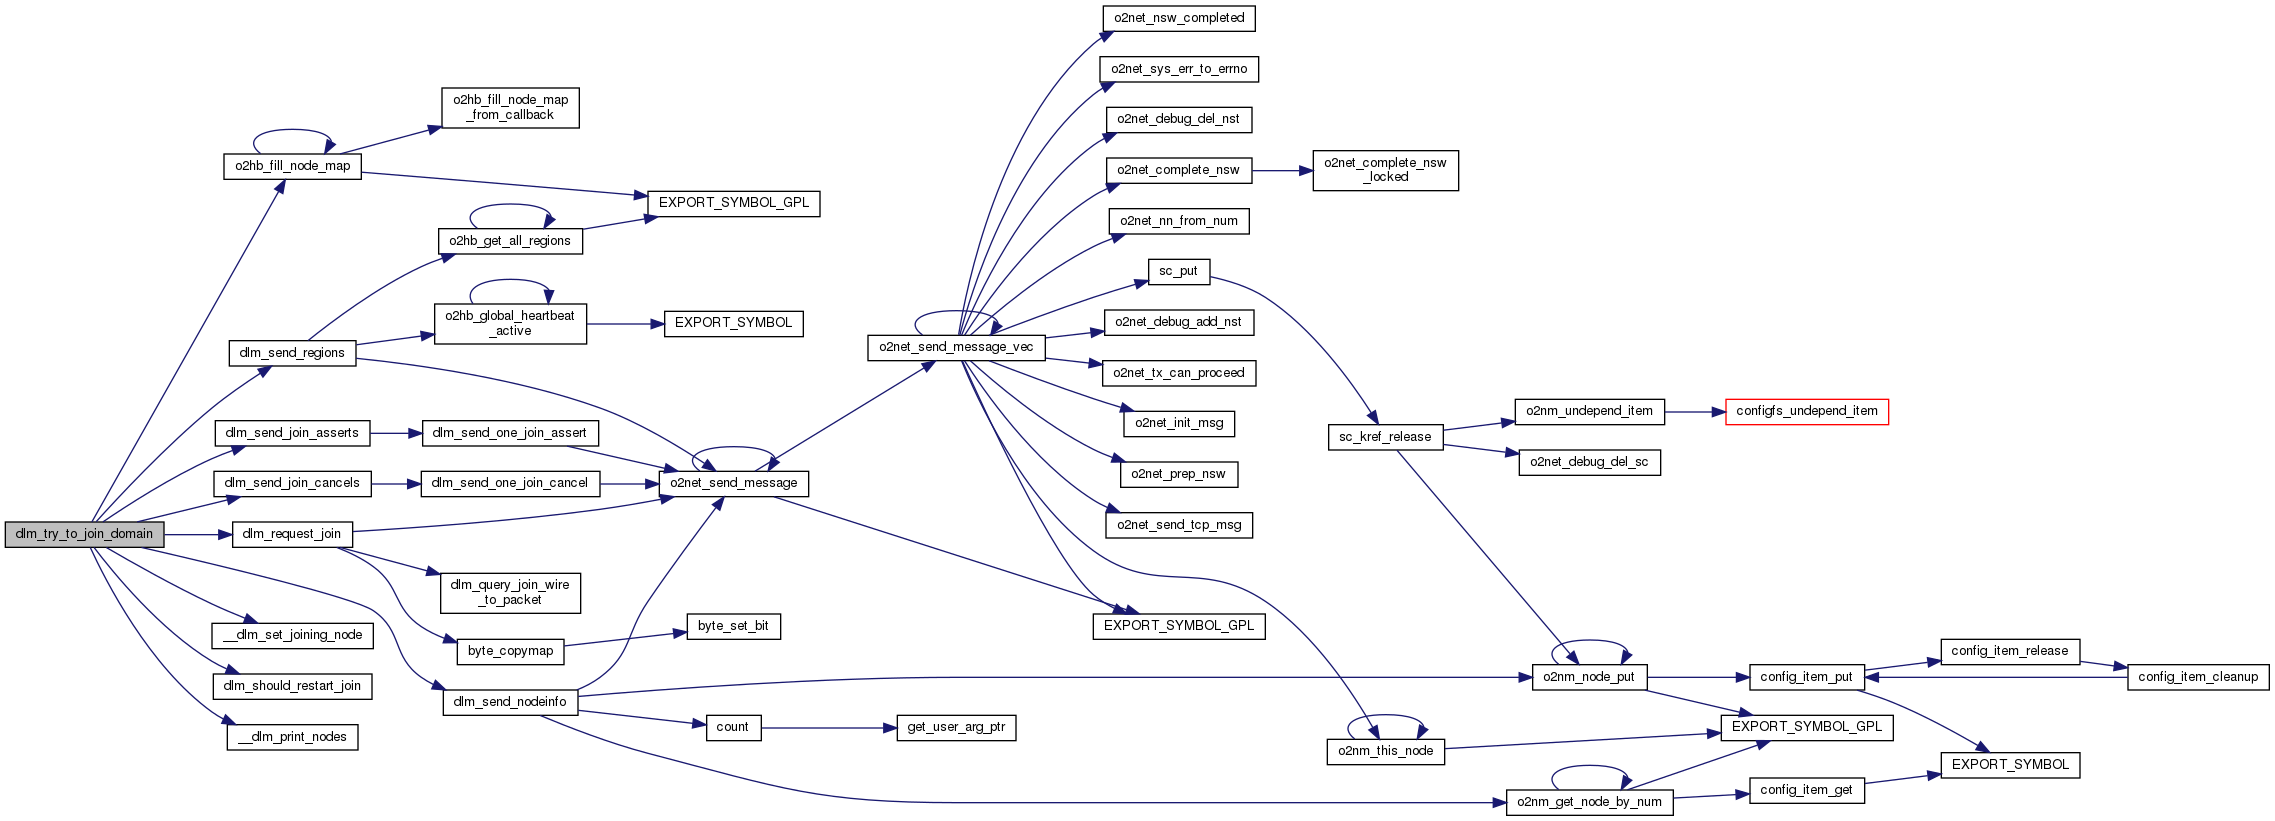 o2net_nsw_completed
o2net_sys_err_to_errno
o2hb_fill_node_map
_from_callback
o2net_debug_del_nst
o2hb_fill_node_map
o2net_complete_nsw
o2net_complete_nsw
_locked
EXPORT_SYMBOL_GPL
o2net_nn_from_num
o2hb_get_all_regions
sc_put
o2hb_global_heartbeat
_active
EXPORT_SYMBOL
o2net_debug_add_nst
dlm_send_regions
o2net_send_message_vec
o2net_tx_can_proceed
dlm_send_join_asserts
dlm_send_one_join_assert
o2net_init_msg
o2nm_undepend_item
configfs_undepend_item
sc_kref_release
dlm_send_join_cancels
dlm_send_one_join_cancel
o2net_send_message
o2net_prep_nsw
o2net_debug_del_sc
dlm_try_to_join_domain
dlm_request_join
o2net_send_tcp_msg
dlm_query_join_wire
_to_packet
__dlm_set_joining_node
byte_copymap
byte_set_bit
EXPORT_SYMBOL_GPL
dlm_should_restart_join
dlm_send_nodeinfo
o2nm_node_put
config_item_put
config_item_release
config_item_cleanup
__dlm_print_nodes
count
get_user_arg_ptr
o2nm_this_node
EXPORT_SYMBOL_GPL
EXPORT_SYMBOL
o2nm_get_node_by_num
config_item_get